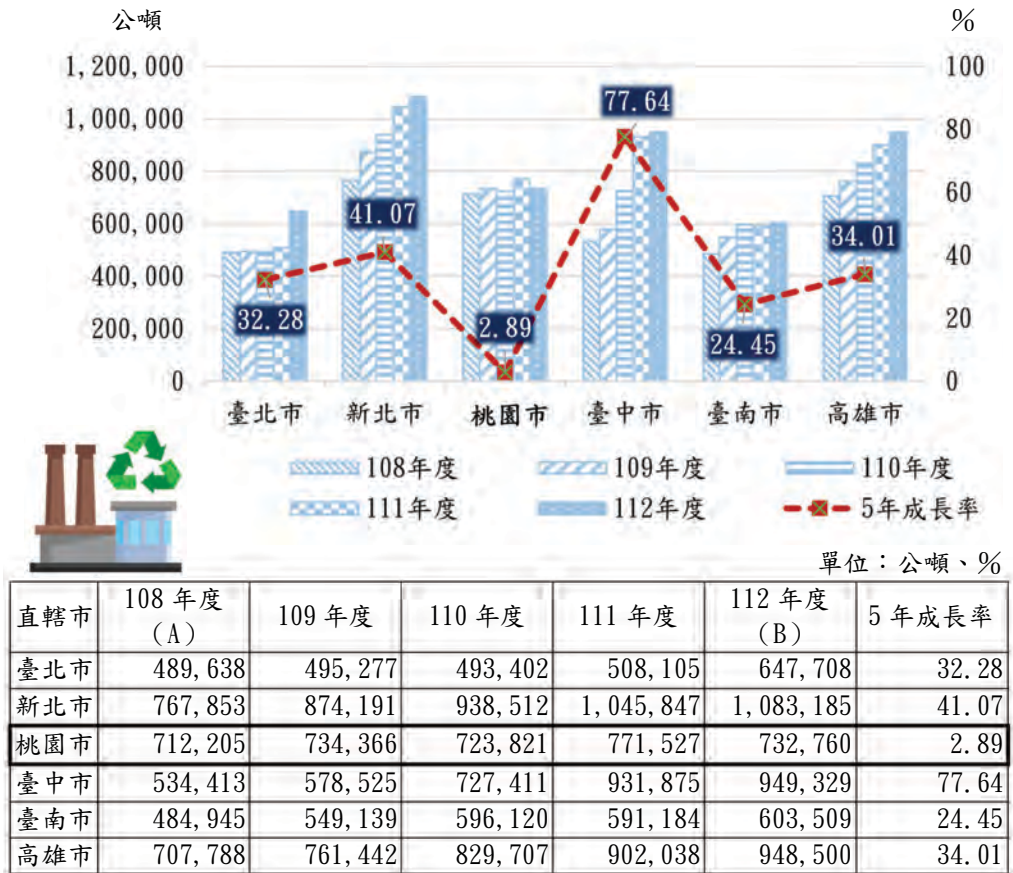 公噸 %
1,200,000 100
1,000,000 80
800,000 60
600,000 40
400,000 20
200,000 0
0
77.64
41.07
34.01
32.28
2.89
24.45
臺北市 新北市 桃園市 臺中市 臺南市 高雄市
108年度 109年度 110年度
111年度 112年度 5年成長率
單位：公噸、%
直轄市 108 年度（A） 109 年度 110 年度 111 年度 112 年度（B） 5 年成長率
臺北市 489,638 495,277 493,402 508,105 647,708 32.28
新北市 767,853 874,191 938,512 1,045,847 1,083,185 41.07
桃園市 712,205 734,366 723,821 771,527 732,760 2.89
臺中市 534,413 578,525 727,411 931,875 949,329 77.64
臺南市 484,945 549,139 596,120 591,184 603,509 24.45
高雄市 707,788 761,442 829,707 902,038 948,500 34.01